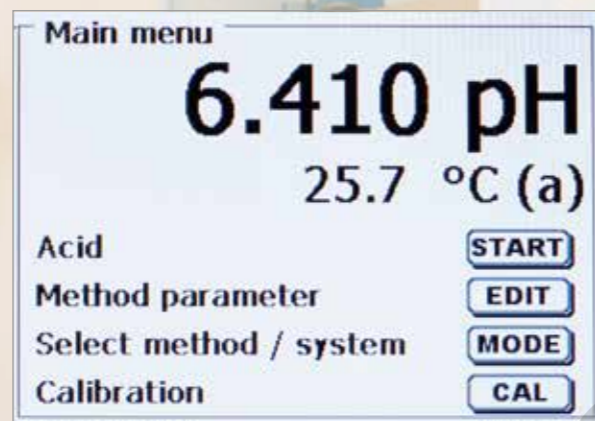 Main menu
6.410 pH
25.7 °C (a)
Acid START
Method parameter EDIT
Select method / system MODE
Calibration CAL